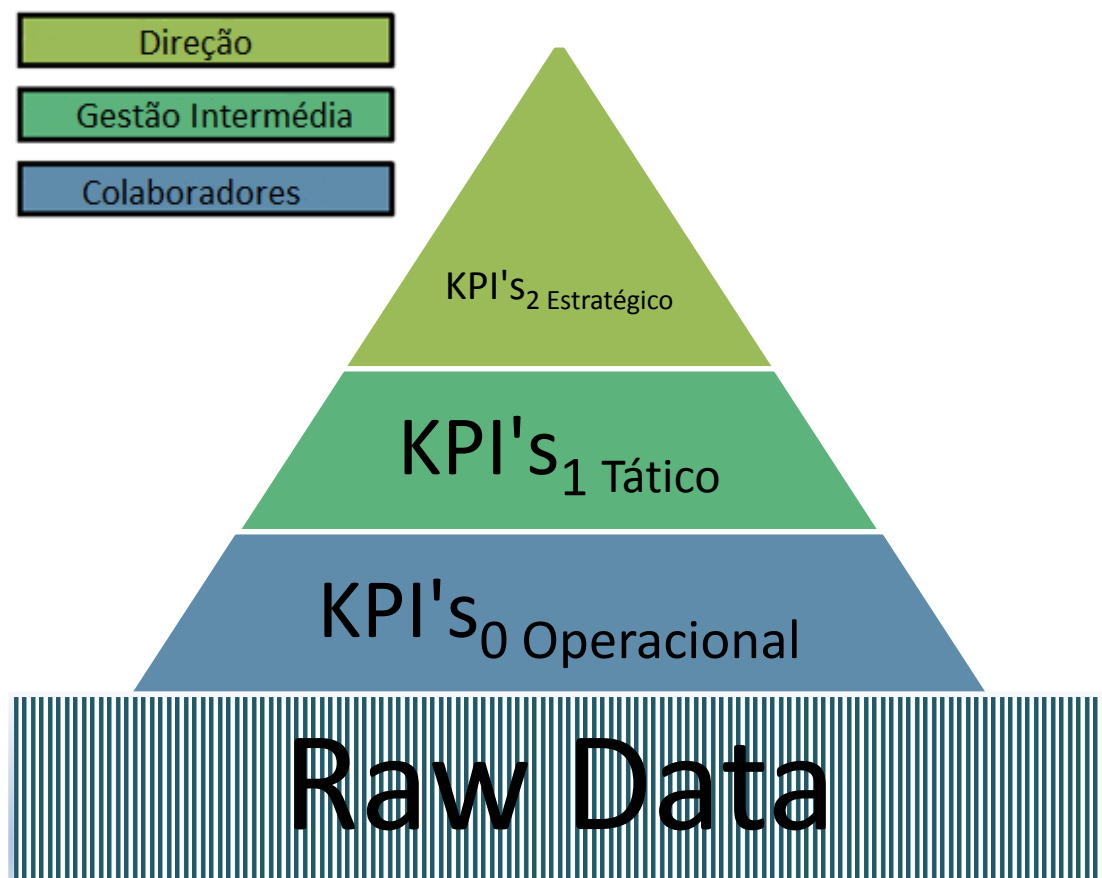 Direção
Gestão Intermédia
Colaboradores
KPI's2 Estratégico
KPI's1 Tático
KPI's0 Operacional
Raw Data